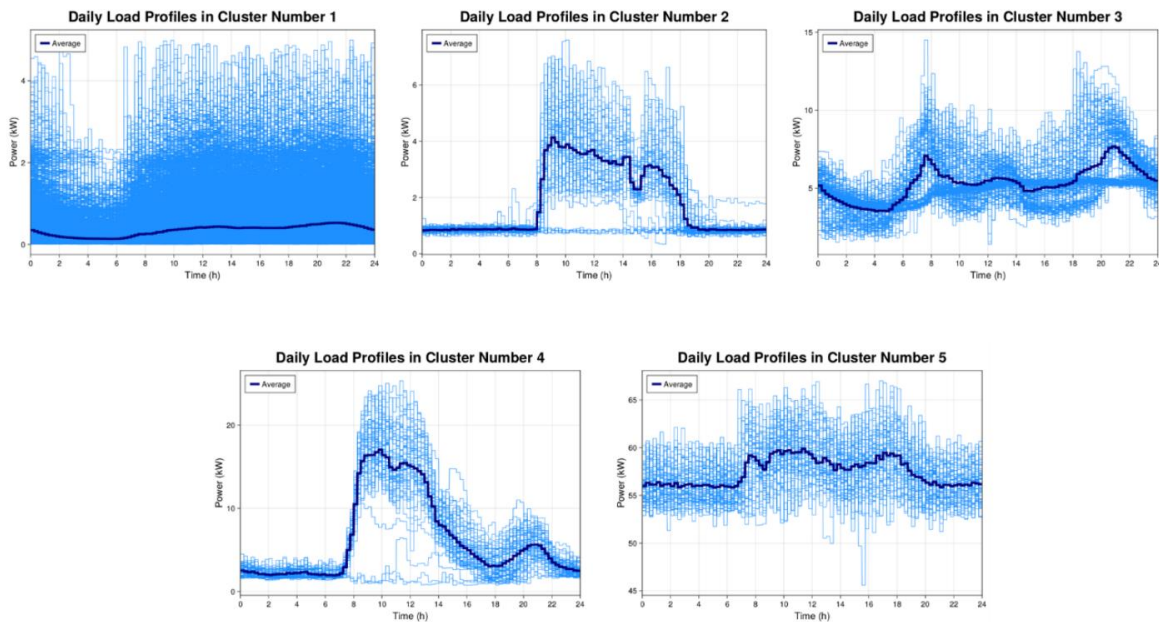 Daily Load Profiles in Cluster Number 1
Average
Power (kW)
4
2
0
0 2 4 6 8 10 12 14 16 18 20 22 24
Time (h)
Daily Load Profiles in Cluster Number 2
Average
Power (kW)
6
4
2
0
0 2 4 6 8 10 12 14 16 18 20 22 24
Time (h)
Daily Load Profiles in Cluster Number 3
Average
Power (kW)
15
10
5
0 2 4 6 8 10 12 14 16 18 20 22 24
Time (h)
Daily Load Profiles in Cluster Number 4
Average
Power (kW)
20
10
0
0 2 4 6 8 10 12 14 16 18 20 22 24
Time (h)
Daily Load Profiles in Cluster Number 5
Average
Power (kW)
65
60
55
50
45
0 2 4 6 8 10 12 14 16 18 20 22 24
Time (h)